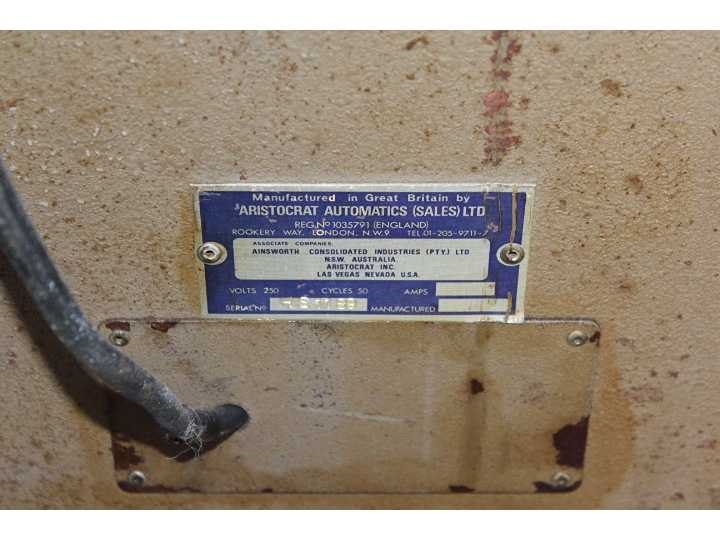 Manufactured in Great Britain by
ARISTOCRAT AUTOMATICS (SALES) LTD
REG. Nº 1035791 (ENGLAND)
ROOKERY WAY, LONDON, N.W.9 TEL 01-205-9711-7
ASSOCIATE COMPANIES:
AINSWORTH CONSOLIDATED INDUSTRIES (PTY.) LTD
N.S.W. AUSTRALIA.
ARISTOCRAT INC.
LAS VEGAS NEVADA U.S.A.
VOLTS 250 CYCLES 50 AMPS
SERIAL Nº MANUFACTURED